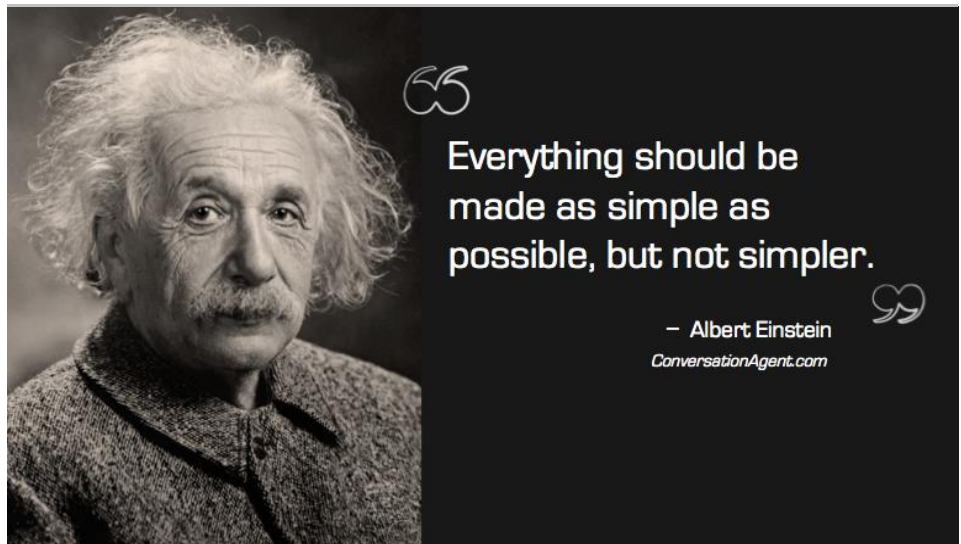 “
Everything should be
made as simple as
possible, but not simpler.
”
– Albert Einstein
ConversationAgent.com